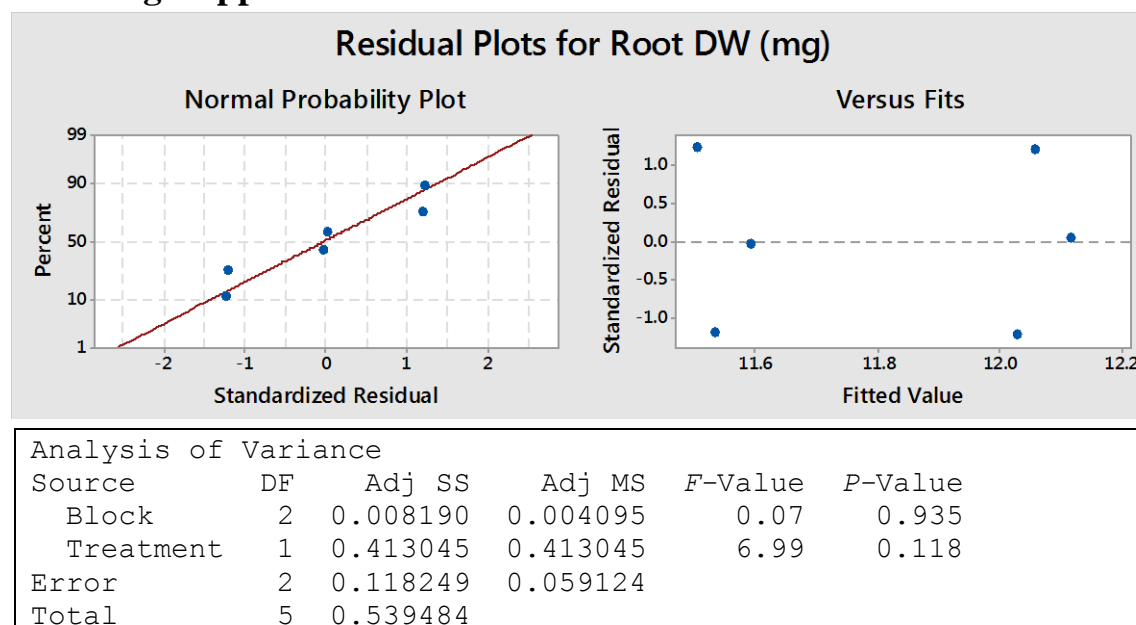 Residual Plots for Root DW (mg)
Normal Probability Plot
Percent
99
90
50
10
1
-2 -1 0 1 2
Standardized Residual
Versus Fits
Standardized Residual
1.0
0.5
0.0
-0.5
-1.0
11.6 11.8 12.0 12.2
Fitted Value
Analysis of Variance
Source DF Adj SS Adj MS F-Value P-Value
Block 2 0.008190 0.004095 0.07 0.935
Treatment 1 0.413045 0.413045 6.99 0.118
Error 2 0.118249 0.059124
Total 5 0.539484